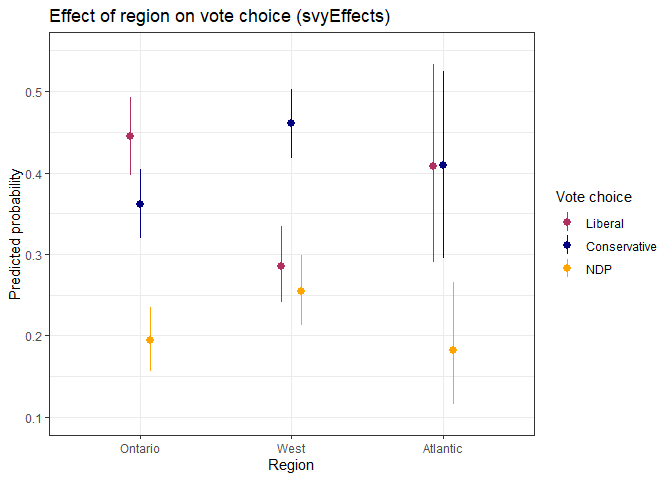 Effect of region on vote choice (svyEffects)
Predicted probability
0.5
0.4
0.3
0.2
0.1
Ontario
West
Atlantic
Region
Vote choice
Liberal
Conservative
NDP